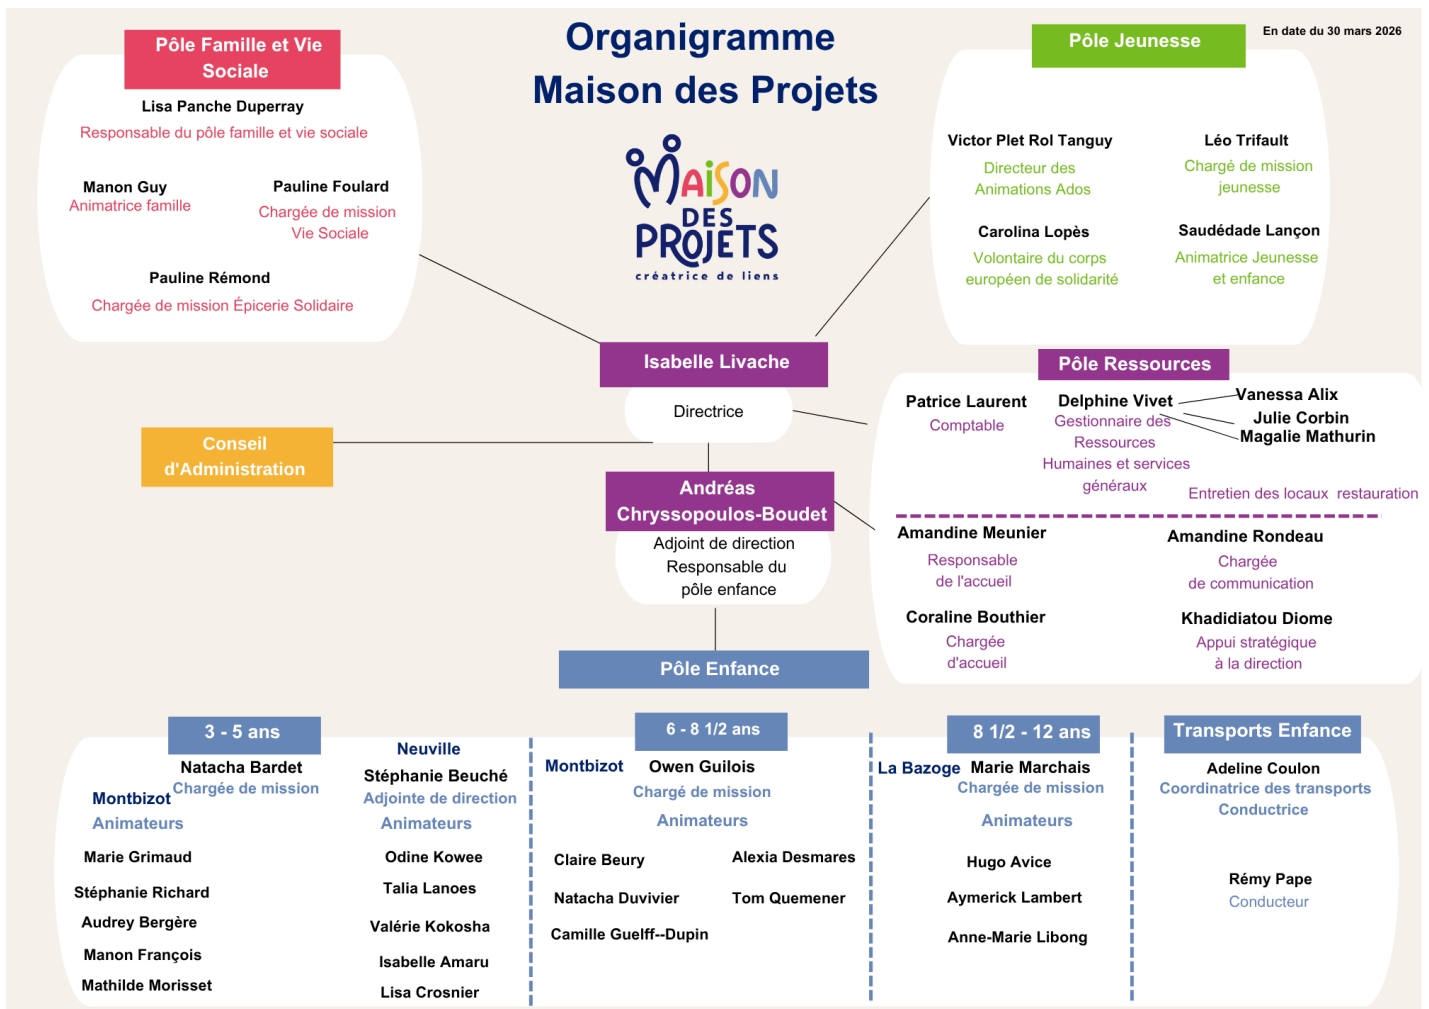 Organigramme
Maison des Projets
En date du 30 mars 2026
MAiSON
DES
PROJETS
créatrice de liens
Pôle Famille et Vie
Sociale
Lisa Panche Duperray
Responsable du pôle famille et vie sociale
Manon Guy
Animatrice famille
Pauline Foulard
Chargée de mission
Vie Sociale
Pauline Rémond
Chargée de mission Épicerie Solidaire
Pôle Jeunesse
Victor Plet Rol Tanguy
Directeur des
Animations Ados
Léo Trifault
Chargé de mission
jeunesse
Carolina Lopès
Volontaire du corps
européen de solidarité
Saudédade Lançon
Animatrice Jeunesse
et enfance
Isabelle Livache
Directrice
Conseil
d'Administration
Andréas
Chryssopoulos-Boudet
Adjoint de direction
Responsable du
pôle enfance
Pôle Ressources
Patrice Laurent
Comptable
Delphine Vivet
Gestionnaire des
Ressources
Humaines et services
généraux
Vanessa Alix
Julie Corbin
Magalie Mathurin
Entretien des locaux restauration
Amandine Meunier
Responsable
de l'accueil
Amandine Rondeau
Chargée
de communication
Coraline Bouthier
Chargée
d'accueil
Khadidiatou Diome
Appui stratégique
à la direction
Pôle Enfance
3 - 5 ans
Natacha Bardet
Chargée de mission
Montbizot
Animateurs
Marie Grimaud
Stéphanie Richard
Audrey Bergère
Manon François
Mathilde Morisset
Neuville
Stéphanie Beuché
Adjointe de direction
Animateurs
Odine Kowee
Talia Lanoes
Valérie Kokosha
Isabelle Amaru
Lisa Crosnier
6 - 8 1/2 ans
Montbizot
Owen Guilois
Chargé de mission
Animateurs
Claire Beury
Alexia Desmares
Natacha Duvivier
Tom Quemener
Camille Guelff--Dupin
8 1/2 - 12 ans
La Bazoge
Marie Marchais
Chargée de mission
Animateurs
Hugo Avice
Aymerick Lambert
Anne-Marie Libong
Transports Enfance
Adeline Coulon
Coordinatrice des transports
Conductrice
Rémy Pape
Conducteur